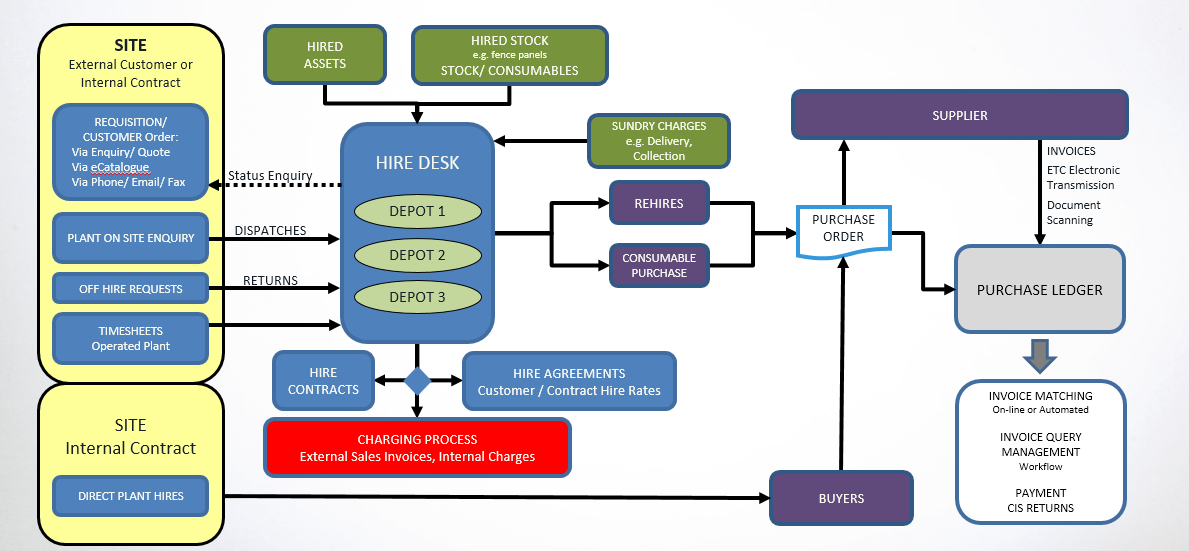 SITE
External Customer or
Internal Contract
REQUISITION/
CUSTOMER Order:
Via Enquiry/ Quote
Via eCatalogue
Via Phone/ Email/ Fax
PLANT ON SITE ENQUIRY
OFF HIRE REQUESTS
TIMESHEETS
Operated Plant
SITE
Internal Contract
DIRECT PLANT HIRES
Status Enquiry
DISPATCHES
RETURNS
HIRED
ASSETS
HIRED STOCK
e.g. fence panels
STOCK/ CONSUMABLES
HIRE DESK
DEPOT 1
DEPOT 2
DEPOT 3
SUNDRY CHARGES
e.g. Delivery,
Collection
REHIRES
CONSUMABLE
PURCHASE
HIRE
CONTRACTS
HIRE AGREEMENTS
Customer / Contract Hire Rates
CHARGING PROCESS
External Sales Invoices, Internal Charges
SUPPLIER
PURCHASE
ORDER
BUYERS
INVOICES
ETC Electronic
Transmission
Document
Scanning
PURCHASE LEDGER
INVOICE MATCHING
On-line or Automated
INVOICE QUERY
MANAGEMENT
Workflow
PAYMENT
CIS RETURNS